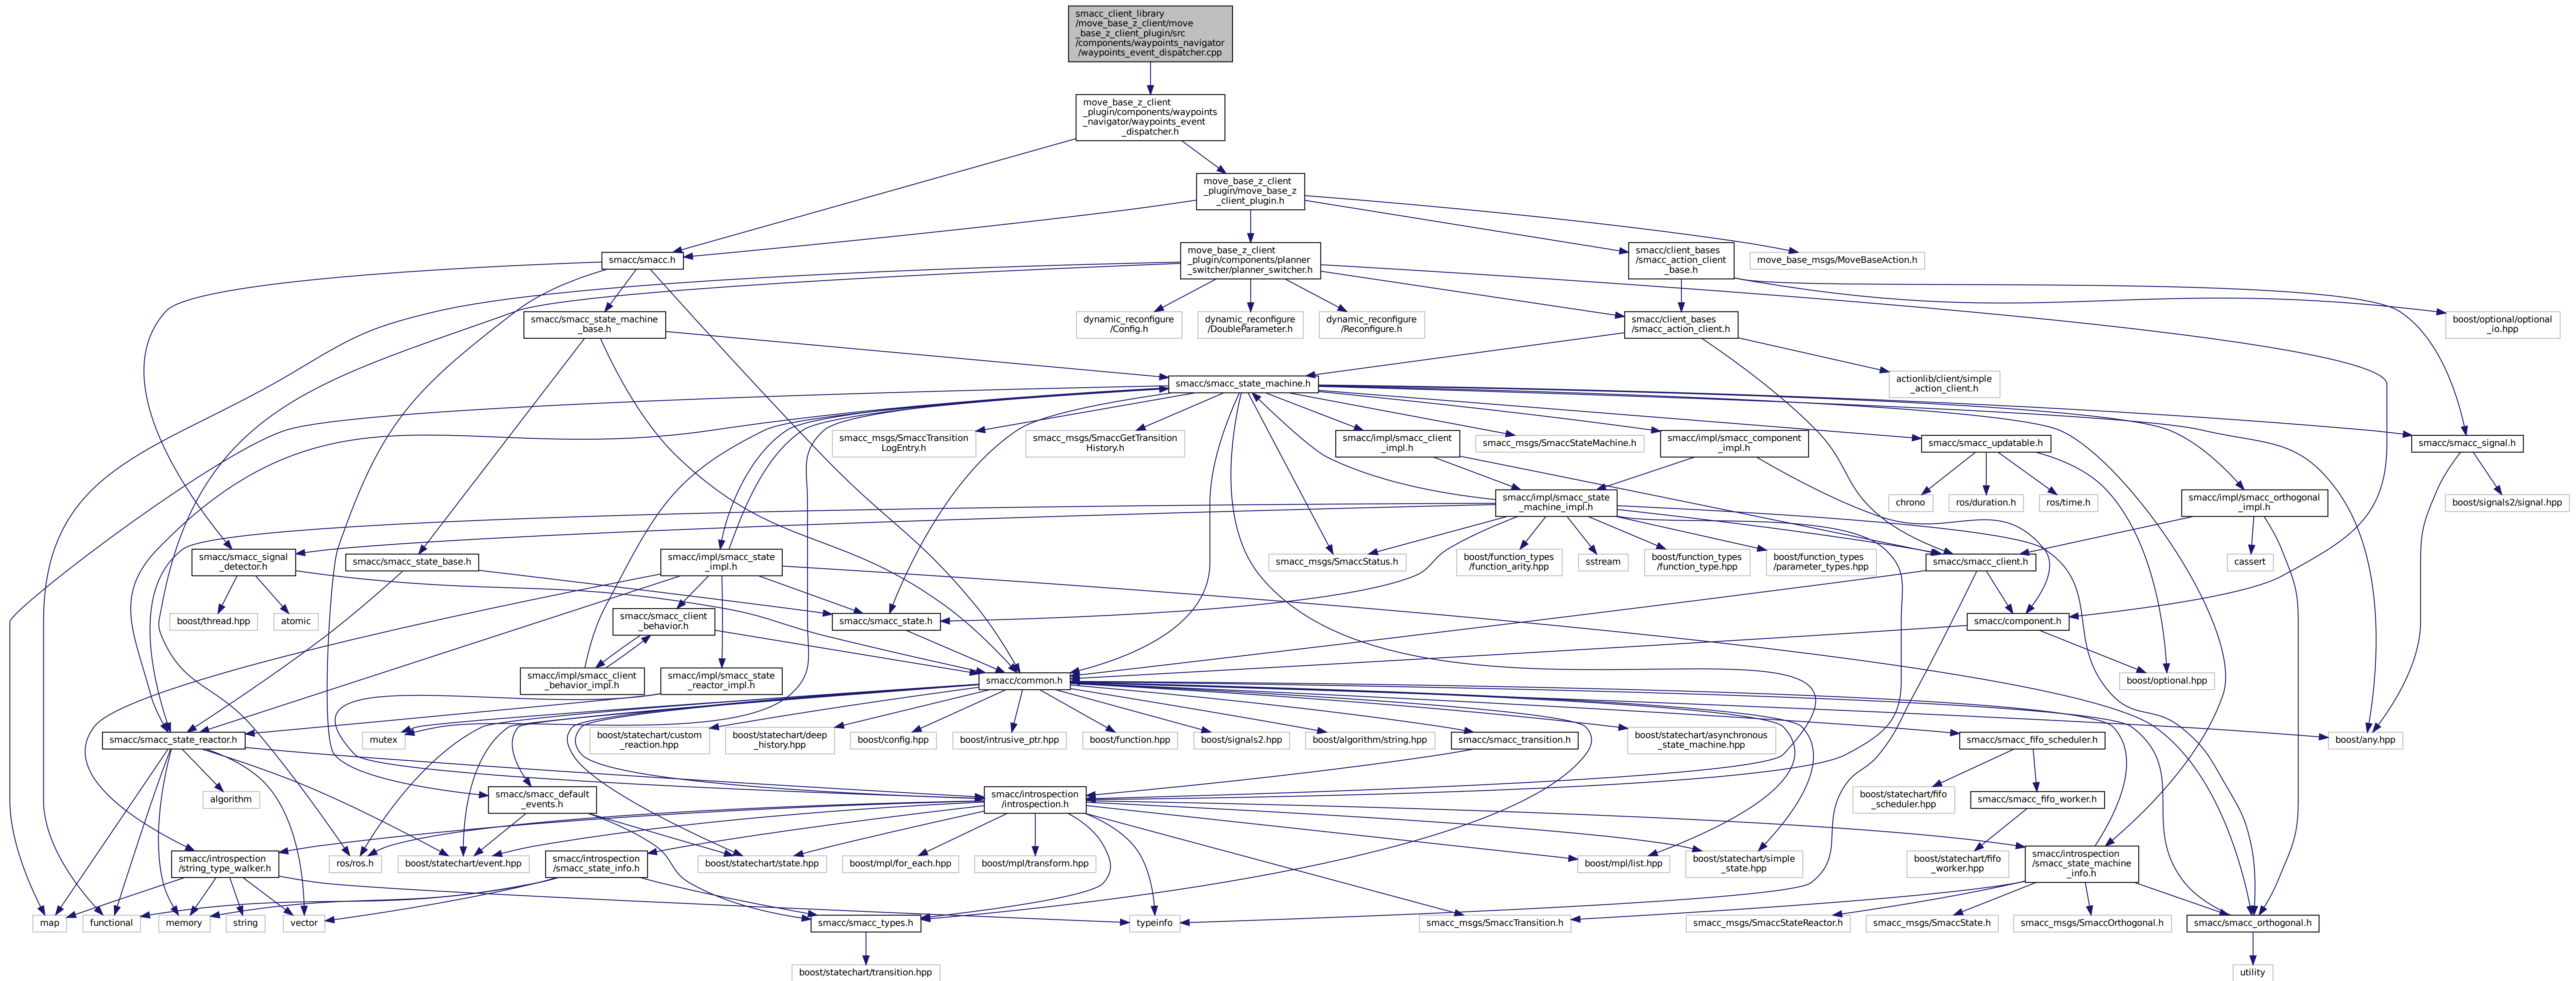 smacc_client_library
/move_base_z_client/move
_base_z_client_plugin/src
/components/waypoints_navigator
/waypoints_event_dispatcher.cpp
move_base_z_client
_plugin/components/waypoints
_navigator/waypoints_event
_dispatcher.h
move_base_z_client
_plugin/move_base_z
_client_plugin.h
smacc/smacc.h
move_base_z_client
_plugin/components/planner
_switcher/planner_switcher.h
smacc/client_bases
/smacc_action_client
_base.h
move_base_msgs/MoveBaseAction.h
smacc/smacc_state_machine
_base.h
dynamic_reconfigure
/Config.h
dynamic_reconfigure
/DoubleParameter.h
dynamic_reconfigure
/Reconfigure.h
smacc/client_bases
/smacc_action_client.h
boost/optional/optional
_io.hpp
smacc/smacc_state_machine.h
actionlib/client/simple
_action_client.h
smacc_msgs/SmaccTransition
LogEntry.h
smacc_msgs/SmaccGetTransition
History.h
smacc/impl/smacc_client
_impl.h
smacc_msgs/SmaccStateMachine.h
smacc/impl/smacc_component
_impl.h
smacc/smacc_updatable.h
smacc/smacc_signal.h
smacc/impl/smacc_state
_machine_impl.h
chrono
ros/duration.h
ros/time.h
smacc/impl/smacc_orthogonal
_impl.h
boost/signals2/signal.hpp
smacc/smacc_signal
_detector.h
smacc/smacc_state_base.h
smacc/impl/smacc_state
_impl.h
smacc_msgs/SmaccStatus.h
boost/function_types
/function_arity.hpp
sstream
boost/function_types
/function_type.hpp
boost/function_types
/parameter_types.hpp
smacc/smacc_client.h
cassert
boost/thread.hpp
atomic
smacc/smacc_client
_behavior.h
smacc/smacc_state.h
smacc/component.h
smacc/impl/smacc_client
_behavior_impl.h
smacc/impl/smacc_state
_reactor_impl.h
smacc/common.h
boost/optional.hpp
smacc/smacc_state_reactor.h
mutex
boost/statechart/custom
_reaction.hpp
boost/statechart/deep
_history.hpp
boost/config.hpp
boost/intrusive_ptr.hpp
boost/function.hpp
boost/signals2.hpp
boost/algorithm/string.hpp
smacc/smacc_transition.h
boost/statechart/asynchronous
_state_machine.hpp
smacc/smacc_fifo_scheduler.h
boost/any.hpp
algorithm
smacc/smacc_default
_events.h
smacc/introspection
/introspection.h
boost/statechart/fifo
_scheduler.hpp
smacc/smacc_fifo_worker.h
smacc/introspection
/string_type_walker.h
ros/ros.h
boost/statechart/event.hpp
smacc/introspection
/smacc_state_info.h
boost/statechart/state.hpp
boost/mpl/for_each.hpp
boost/mpl/transform.hpp
boost/mpl/list.hpp
boost/statechart/simple
_state.hpp
boost/statechart/fifo
_worker.hpp
smacc/introspection
/smacc_state_machine
_info.h
map
functional
memory
string
vector
smacc/smacc_types.h
typeinfo
smacc_msgs/SmaccTransition.h
smacc_msgs/SmaccStateReactor.h
smacc_msgs/SmaccState.h
smacc_msgs/SmaccOrthogonal.h
smacc/smacc_orthogonal.h
boost/statechart/transition.hpp
utility